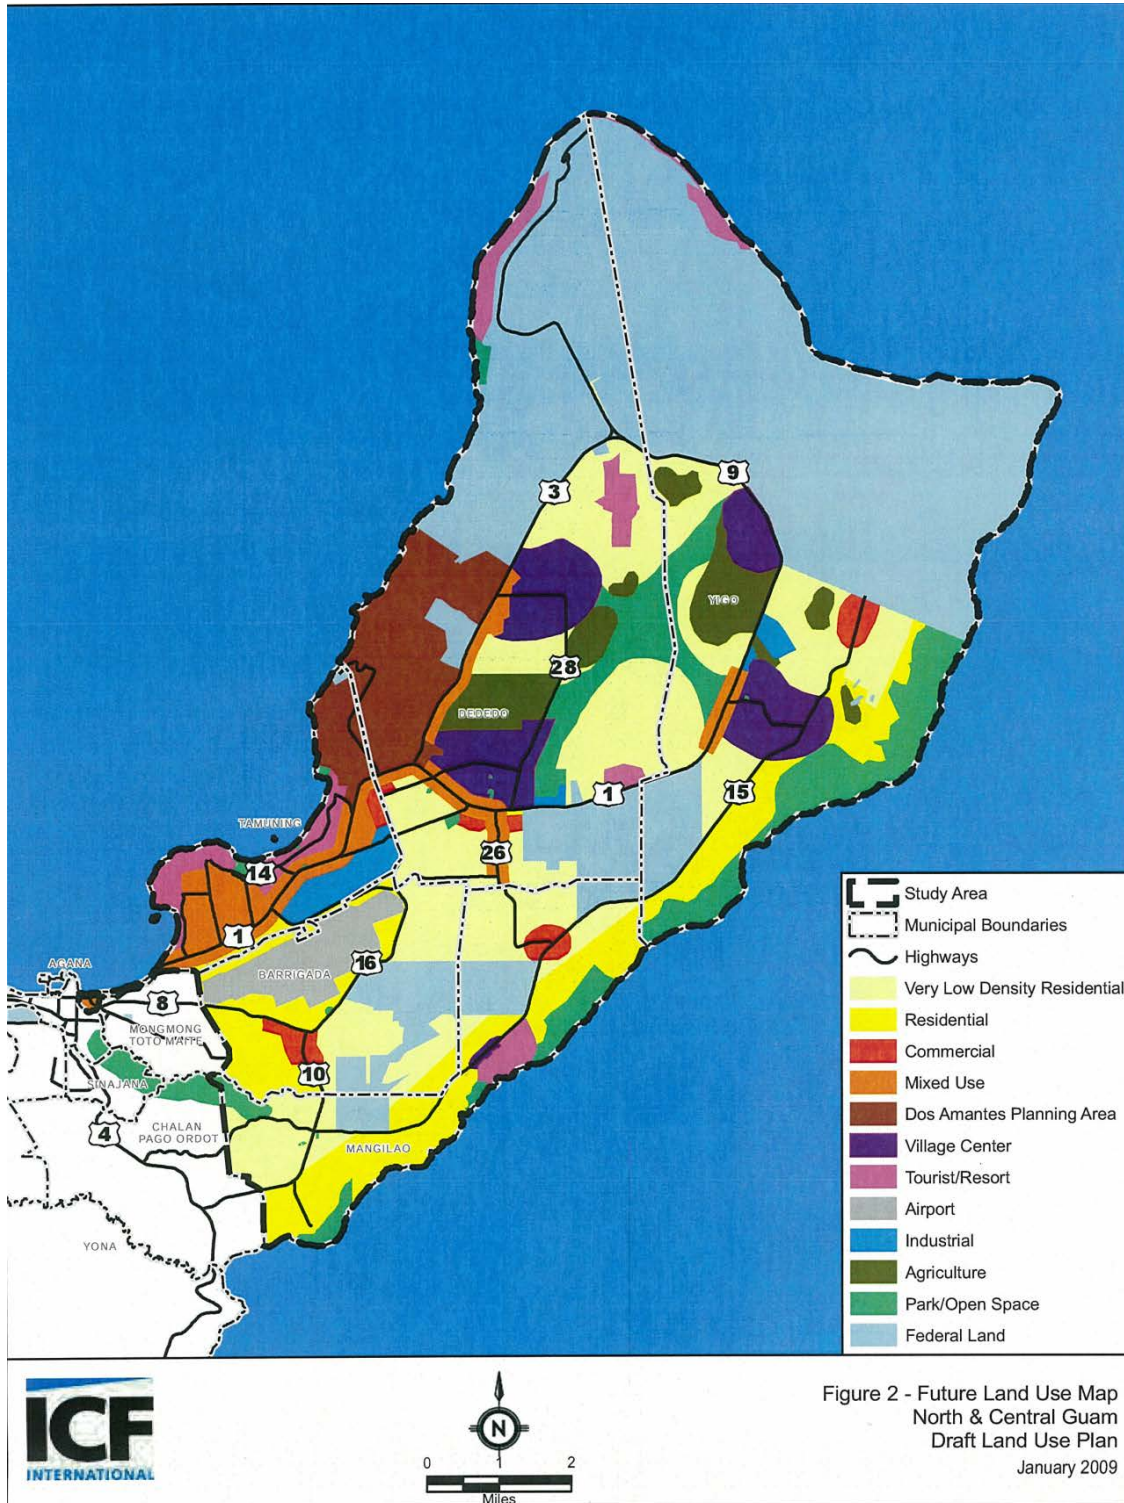 9
3
YIGO
28
DEDEDO
1
15
TAMUNING
26
14
1
AGANA
16
BARRIGADA
8
MONGMONG
TOTO MAITE
10
SINAJANA
CHALAN
PAGO ORDOT
4
MANGILAO
YONA
Study Area
Municipal Boundaries
Highways
Very Low Density Residential
Residential
Commercial
Mixed Use
Dos Amantes Planning Area
Village Center
Tourist/Resort
Airport
Industrial
Agriculture
Park/Open Space
Federal Land
ICF
INTERNATIONAL
N
0 1 2
Miles
Figure 2 - Future Land Use Map
North & Central Guam
Draft Land Use Plan
January 2009